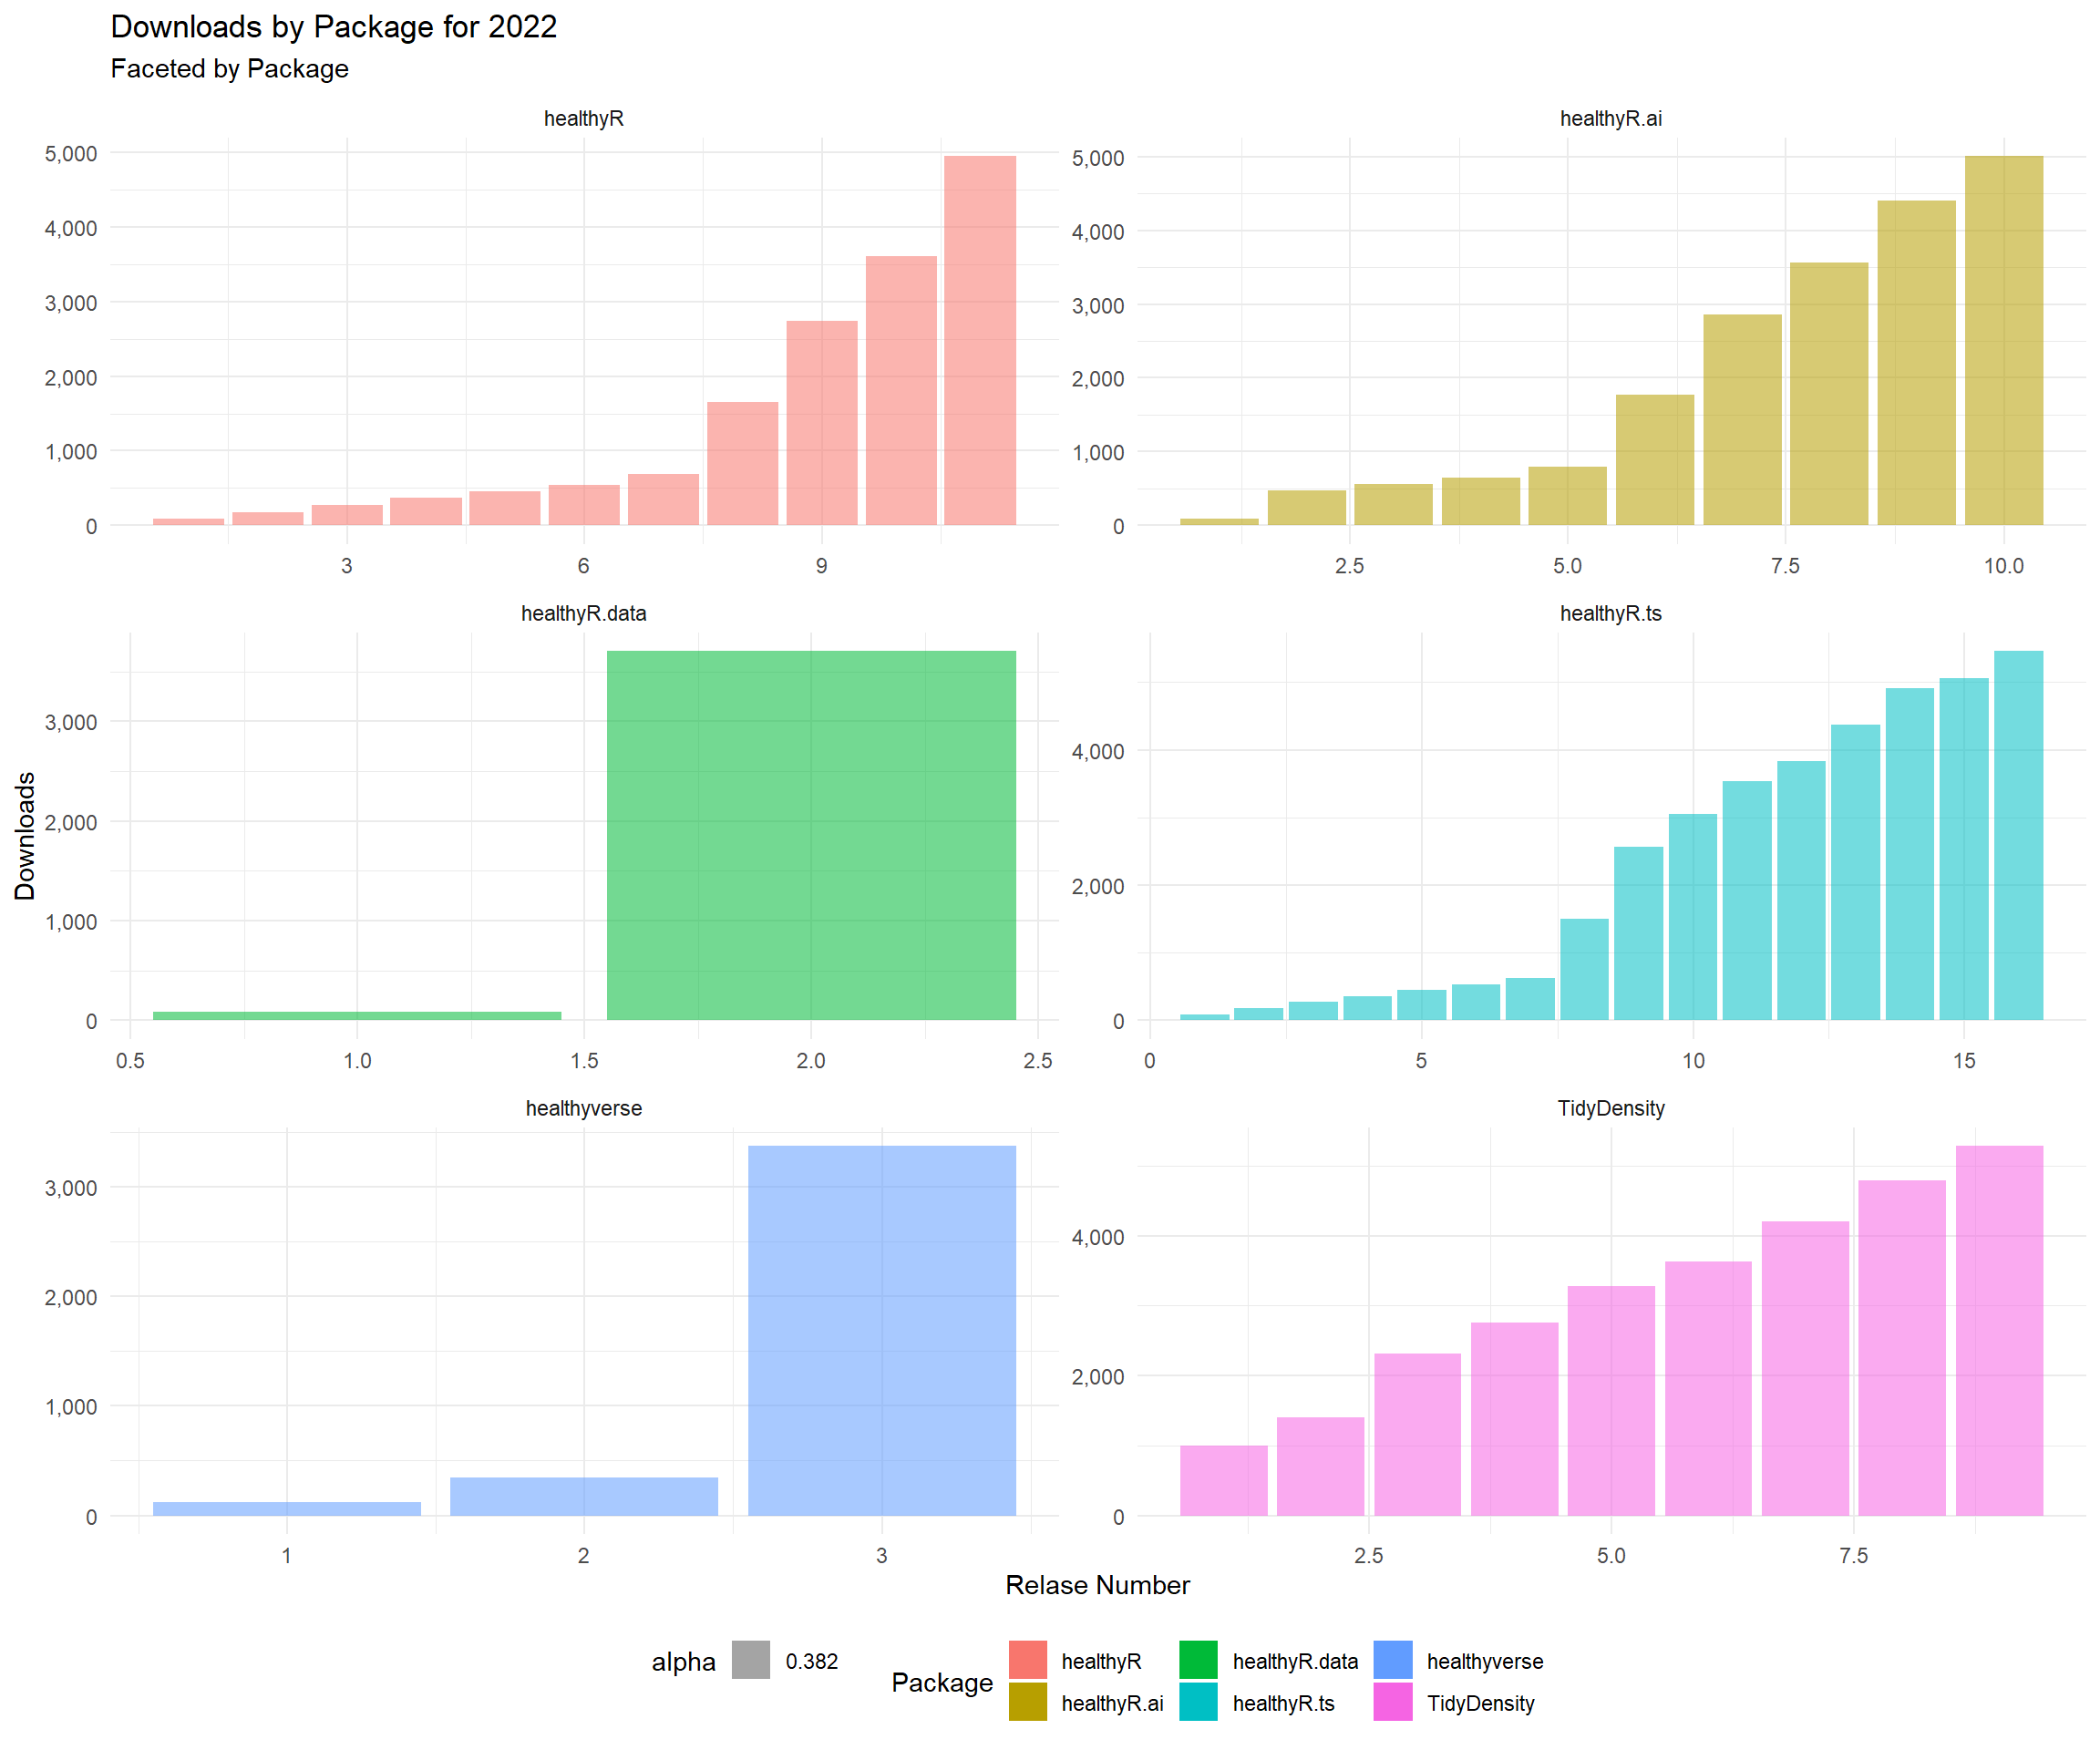 Downloads by Package for 2022
Faceted by Package
healthyR
5,000
4,000
3,000
2,000
1,000
0
3 6 9
healthyR.ai
5,000
4,000
3,000
2,000
1,000
0
2.5 5.0 7.5 10.0
Downloads
healthyR.data
3,000
2,000
1,000
0
0.5 1.0 1.5 2.0 2.5
healthyR.ts
4,000
2,000
0
0 5 10 15
healthyverse
3,000
2,000
1,000
0
1 2 3
TidyDensity
4,000
2,000
0
2.5 5.0 7.5
Relase Number
alpha 0.382
Package
healthyR healthyR.data healthyverse
healthyR.ai healthyR.ts TidyDensity